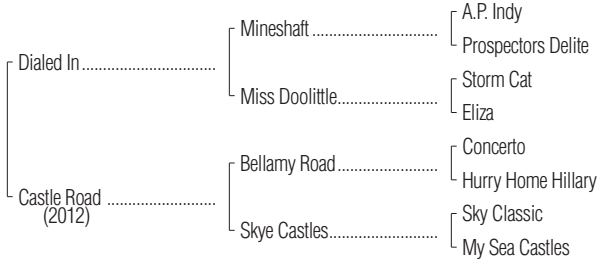 Dialed In
Castle Road
(2012)
Mineshaft
Miss Doolittle
Bellamy Road
Skye Castles
A.P. Indy
Prospectors Delite
Storm Cat
Eliza
Concerto
Hurry Home Hillary
Sky Classic
My Sea Castles